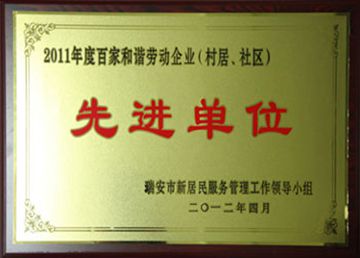 2011年度百家和谐劳动企业（村居、社区）
先进单位
瑞安市新居民服务管理工作领导小组
二〇一二年四月